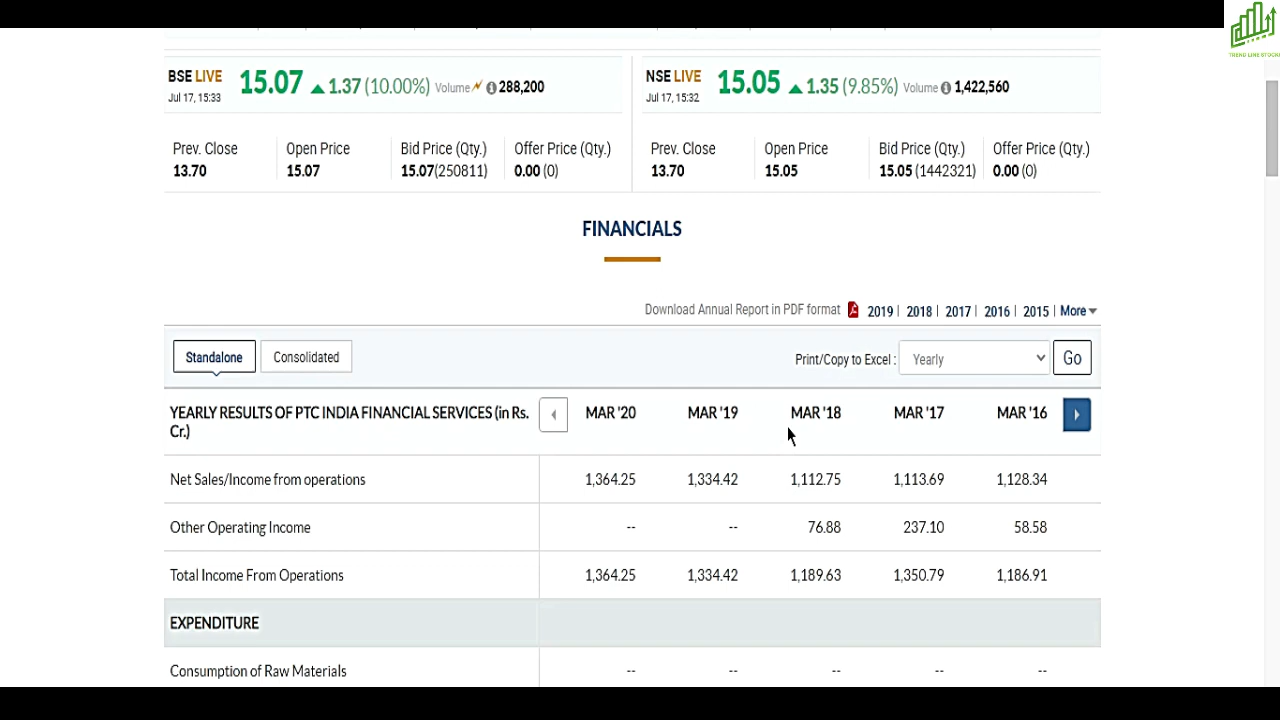 TREND LINE STOCKS
BSE LIVE 15.07 1.37 (10.00%) Volume 288,200
Jul 17, 15:33
NSE LIVE 15.05 1.35 (9.85%) Volume 1,422,560
Jul 17, 15:32
Prev. Close Open Price Bid Price (Qty.) Offer Price (Qty.)
13.70 15.07 15.07(250811) 0.00 (0)
Prev. Close Open Price Bid Price (Qty.) Offer Price (Qty.)
13.70 15.05 15.05 (1442321) 0.00 (0)
FINANCIALS
Download Annual Report in PDF format 2019 | 2018 | 2017 | 2016 | 2015 | More
Standalone Consolidated Print/Copy to Excel : Yearly Go
YEARLY RESULTS OF PTC INDIA FINANCIAL SERVICES (in Rs. MAR '20 MAR '19 MAR '18 MAR '17 MAR '16
Cr.)
Net Sales/Income from operations 1,364.25 1,334.42 1,112.75 1,113.69 1,128.34
Other Operating Income -- -- 76.88 237.10 58.58
Total Income From Operations 1,364.25 1,334.42 1,189.63 1,350.79 1,186.91
EXPENDITURE
Consumption of Raw Materials -- -- -- -- --